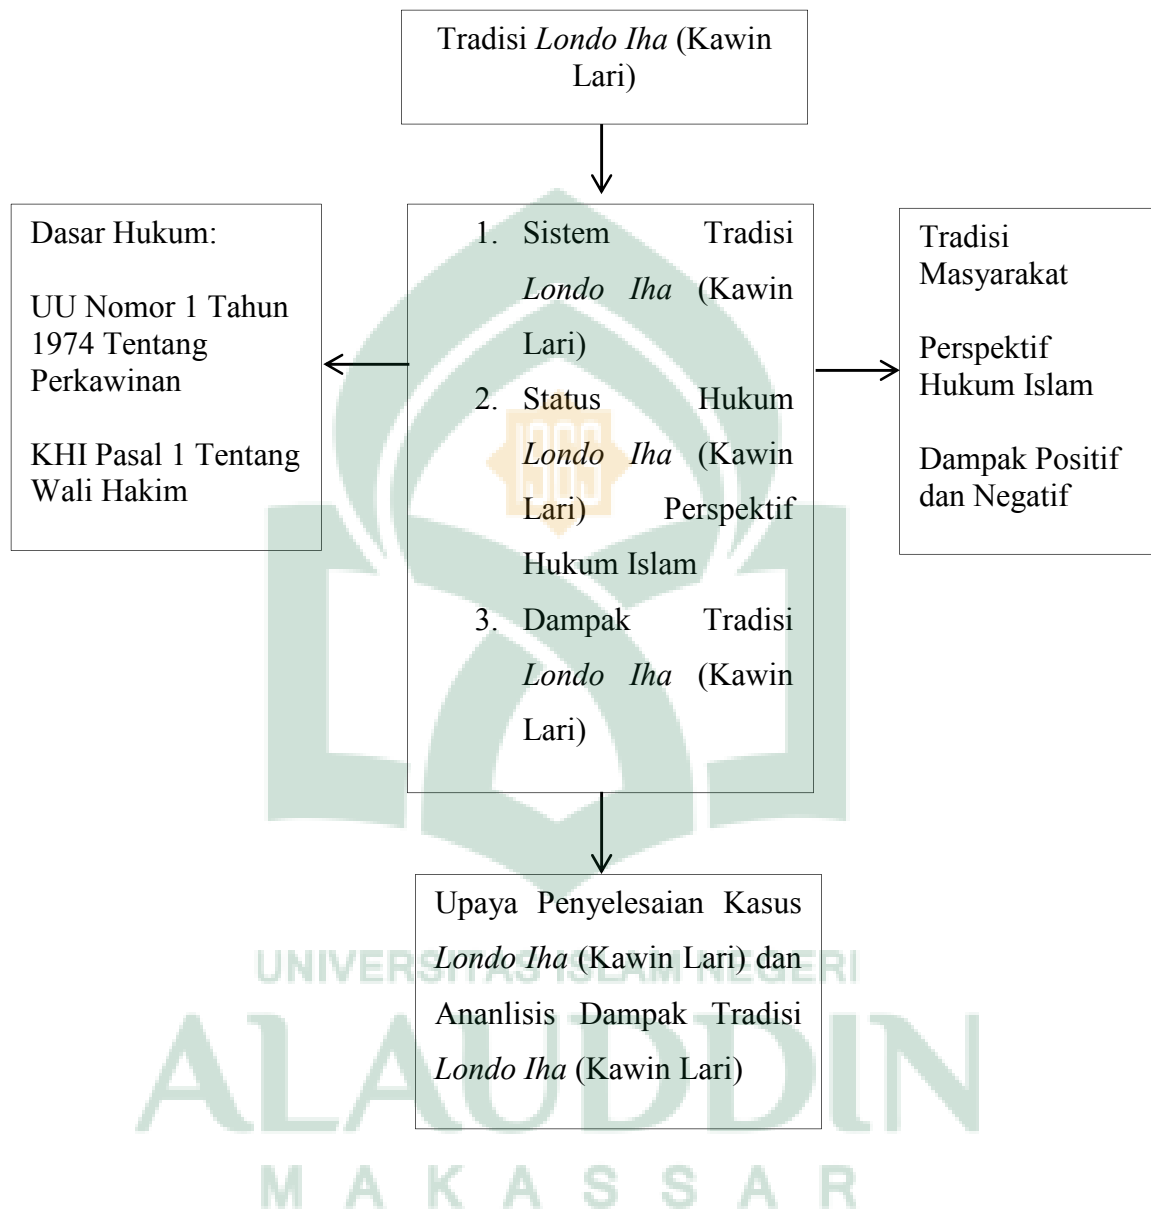 Tradisi Londo Iha (Kawin
Lari)
Dasar Hukum:
UU Nomor 1 Tahun
1974 Tentang
Perkawinan
KHI Pasal 1 Tentang
Wali Hakim
1. Sistem Tradisi
Londo Iha (Kawin
Lari)
2. Status Hukum
Londo Iha (Kawin
Lari) Perspektif
Hukum Islam
3. Dampak Tradisi
Londo Iha (Kawin
Lari)
Tradisi
Masyarakat
Perspektif
Hukum Islam
Dampak Positif
dan Negatif
1965
Upaya Penyelesaian Kasus
Londo Iha (Kawin Lari) dan
Ananlisis Dampak Tradisi
Londo Iha (Kawin Lari)
UNIVERSITAS ISLAM NEGERI
ALAUDDIN
MAKASSAR